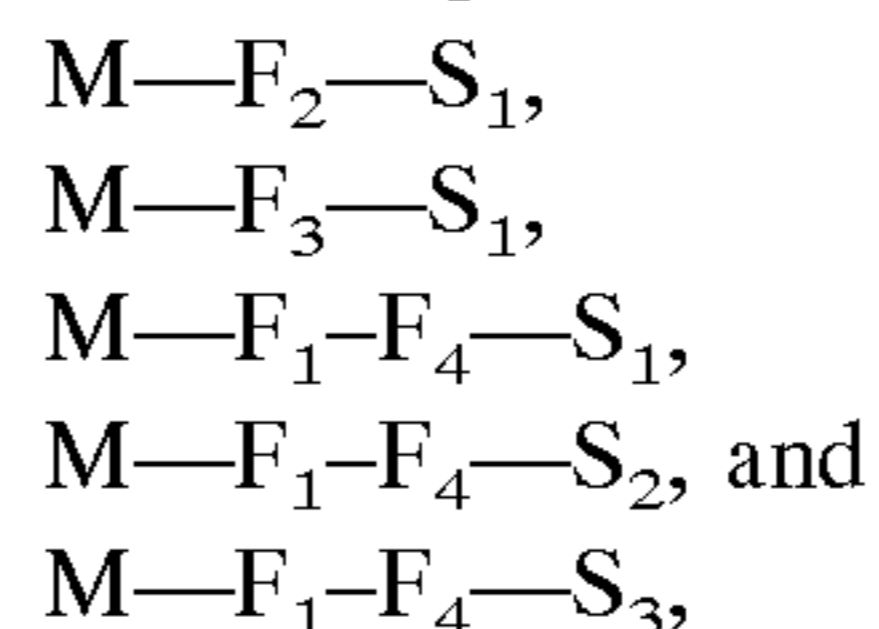 M—F₂—S₁,
M—F₃—S₁,
M—F₁–F₄—S₁,
M—F₁–F₄—S₂, and
M—F₁–F₄—S₃,